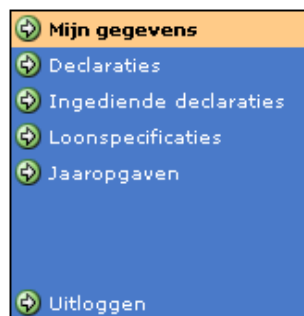 Mijn gegevens
Declaraties
Ingediende declaraties
Loonspecificaties
Jaaropgaven
Uitloggen